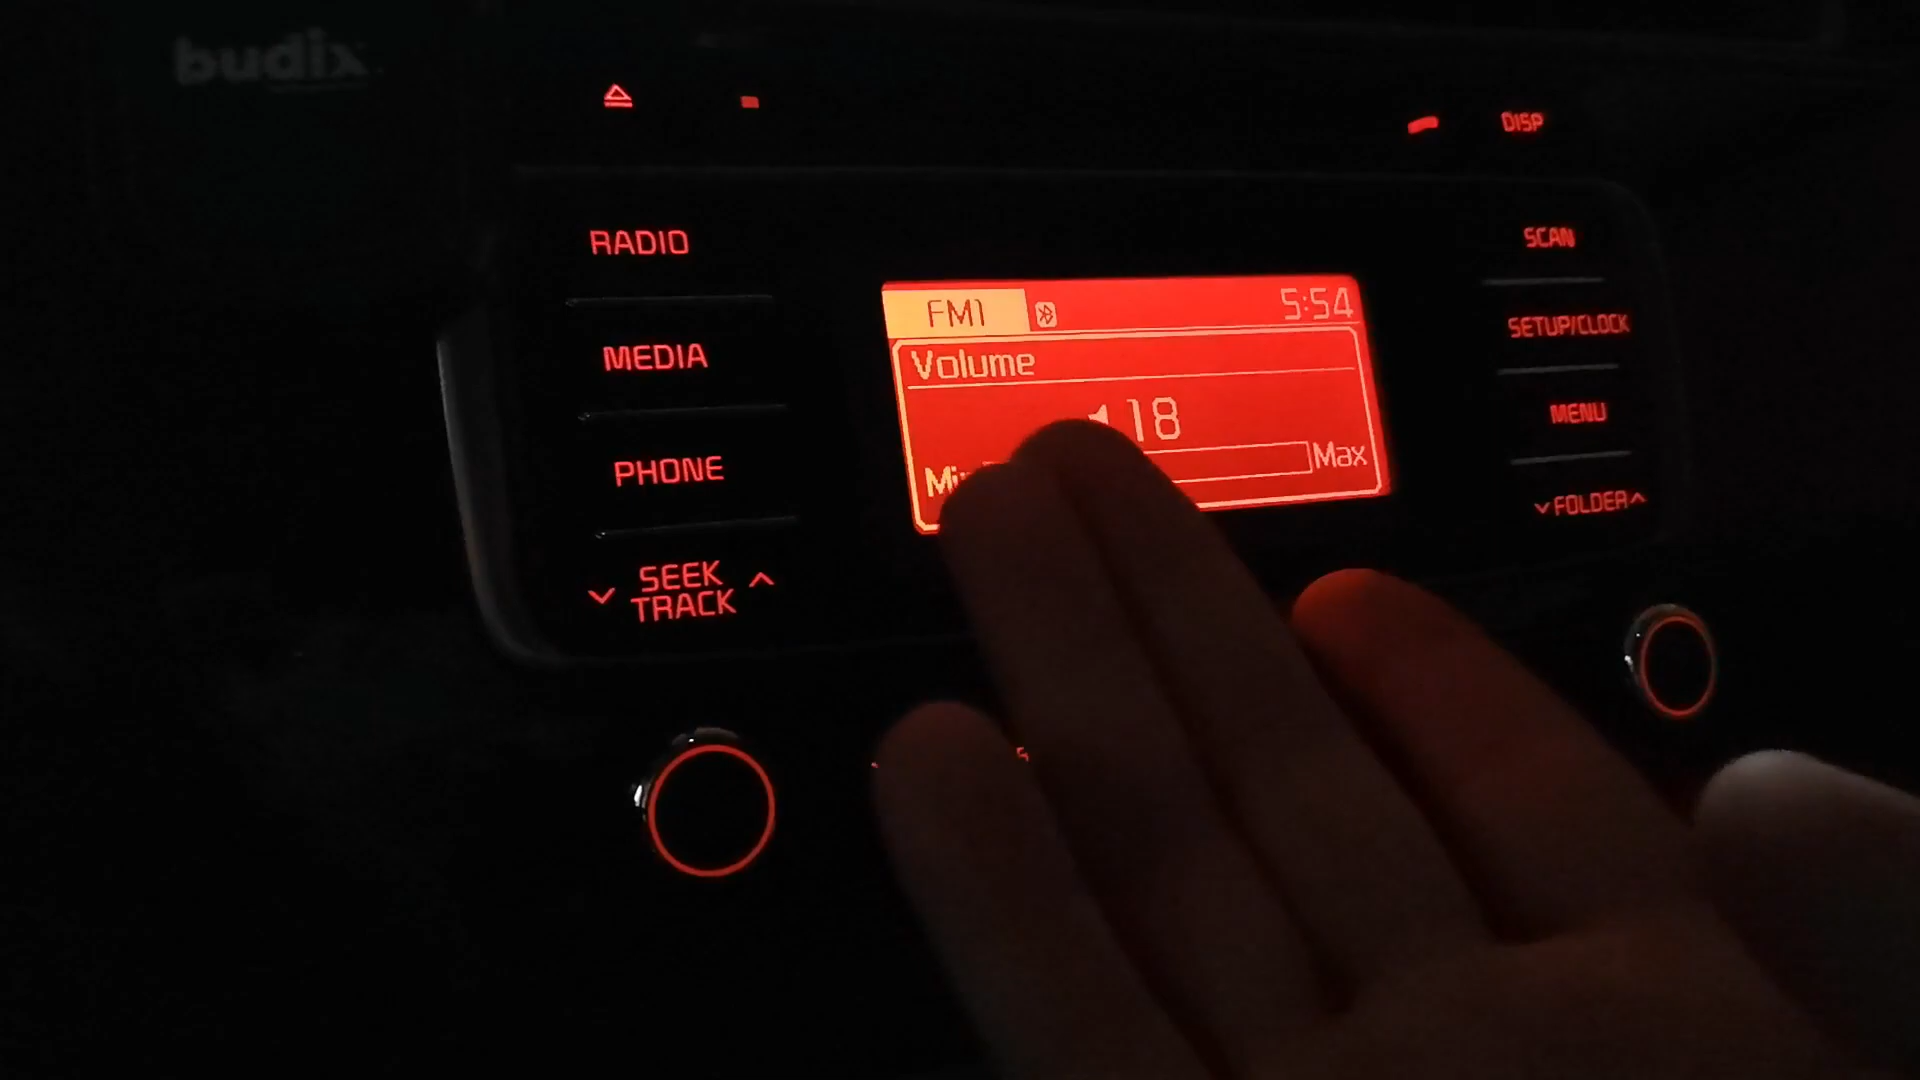 budix
DISP
RADIO
SCAN
FM1 5:54
SETUP/CLOCK
MEDIA
Volume
18
MENU
Max
PHONE
FOLDER
SEEK
TRACK